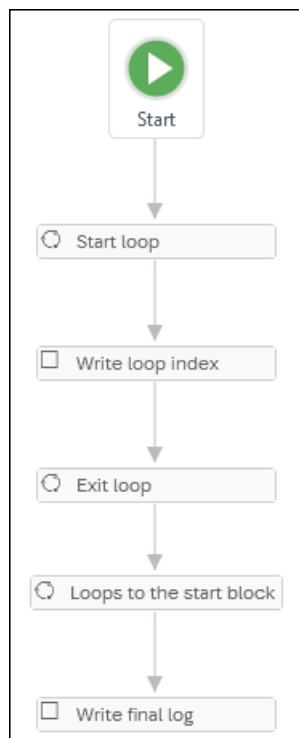 Start
Start loop
Write loop index
Exit loop
Loops to the start block
Write final log